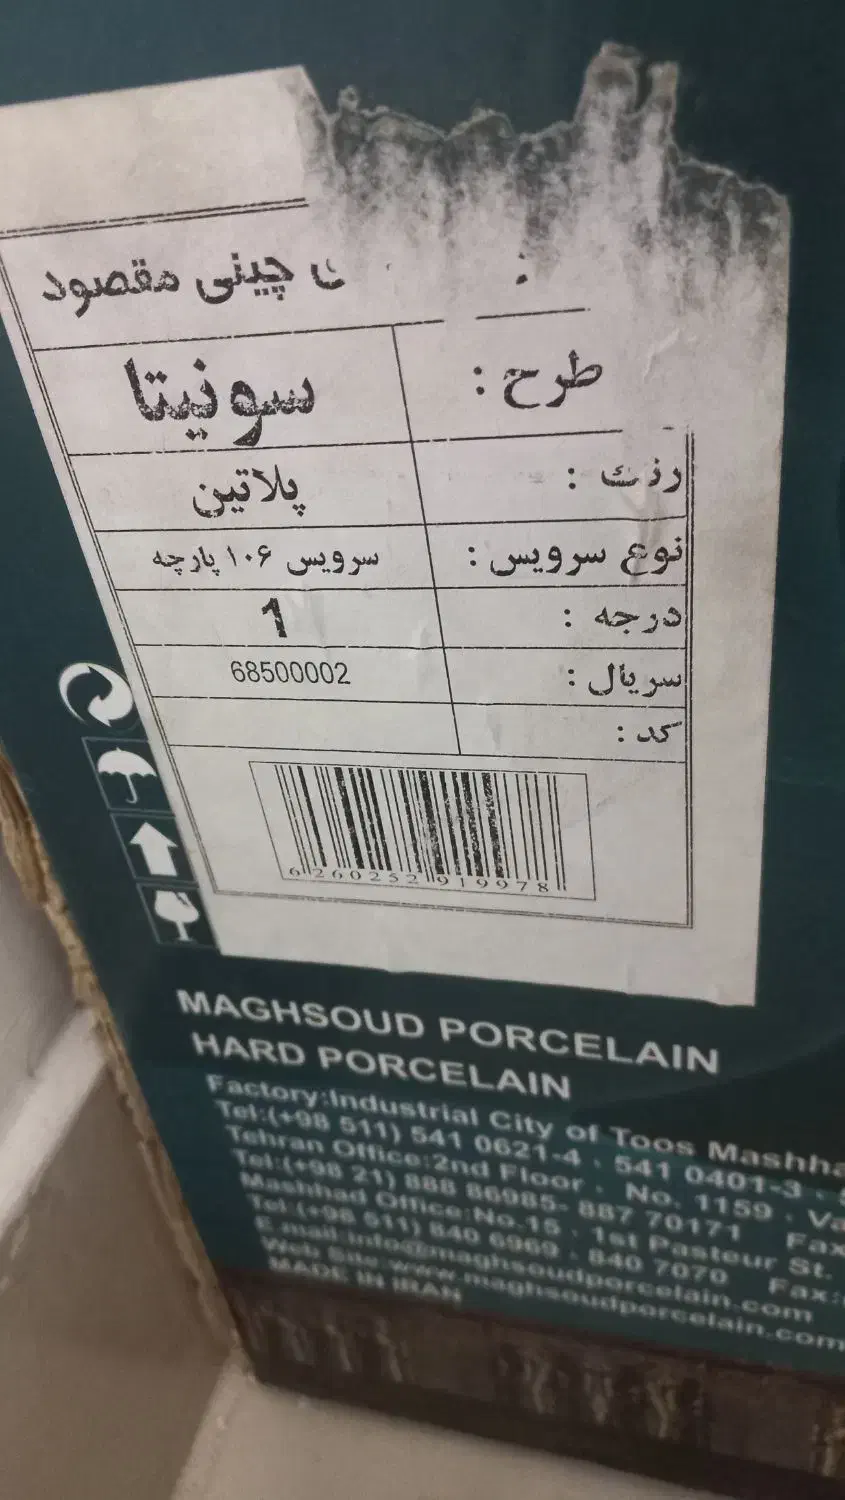 چینی مقصود
طرح : سونیتا
رنگ : پلاتین
نوع سرویس : سرویس ۱۰۶ پارچه
درجه : 1
سریال : 68500002
کد :
6260252919978
MAGHSOUD PORCELAIN
HARD PORCELAIN
Factory:Industrial City of Toos Mashha
Tel:(+98 511) 541 0621-4 . 541 0401-3 .
Tehran Office:2nd Floor . No. 1159 . Va
Tel:(+98 21) 888 86985- 887 70171 Fax
Mashhad Office:No.15 . 1st Pasteur St.
Tel:(+98 511) 840 6969 . 840 7070 Fax:
E.mail:info@maghsoudporcelain.com
Web Site:www.maghsoudporcelain.com
MADE IN IRAN